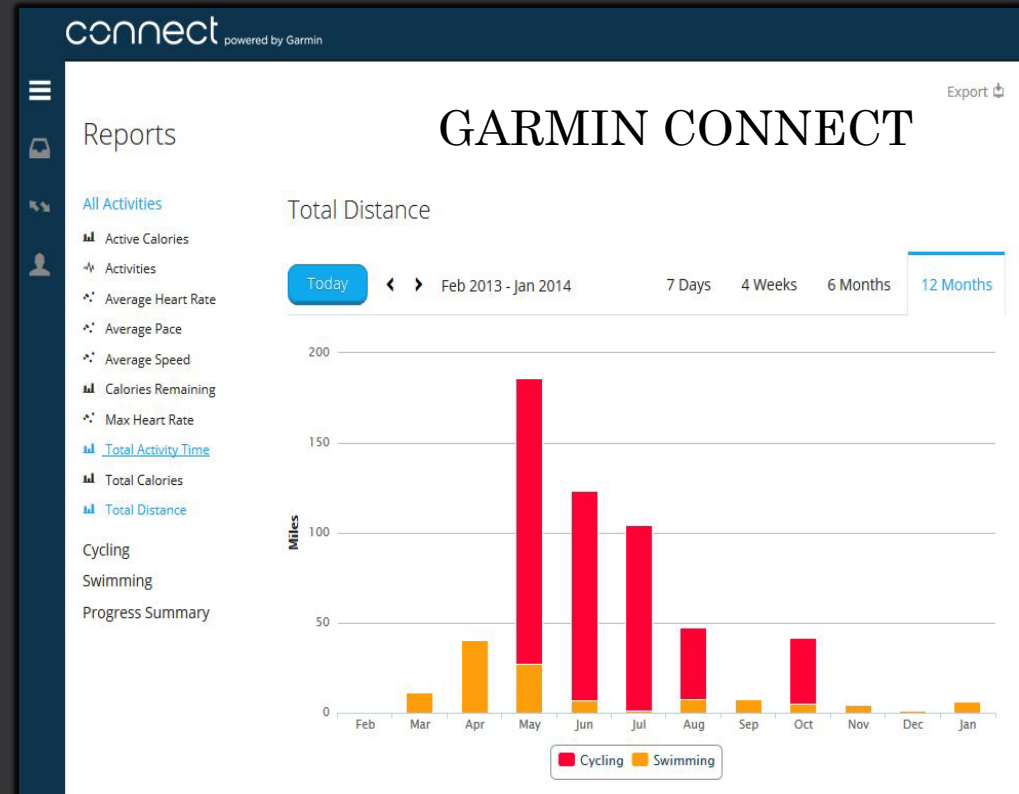 connect powered by Garmin
Export
Reports
GARMIN CONNECT
All Activities
Active Calories
Activities
Average Heart Rate
Average Pace
Average Speed
Calories Remaining
Max Heart Rate
Total Activity Time
Total Calories
Total Distance
Cycling
Swimming
Progress Summary
Total Distance
Today Feb 2013 - Jan 2014 7 Days 4 Weeks 6 Months 12 Months
200
150
100
50
0
Miles
Feb Mar Apr May Jun Jul Aug Sep Oct Nov Dec Jan
Cycling Swimming